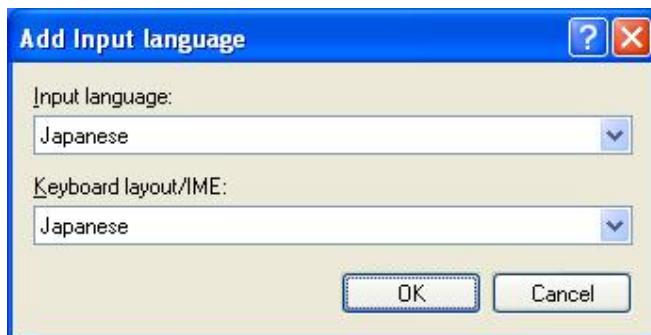 Add Input language
Input language:
Japanese
Keyboard layout/IME:
Japanese
OK Cancel